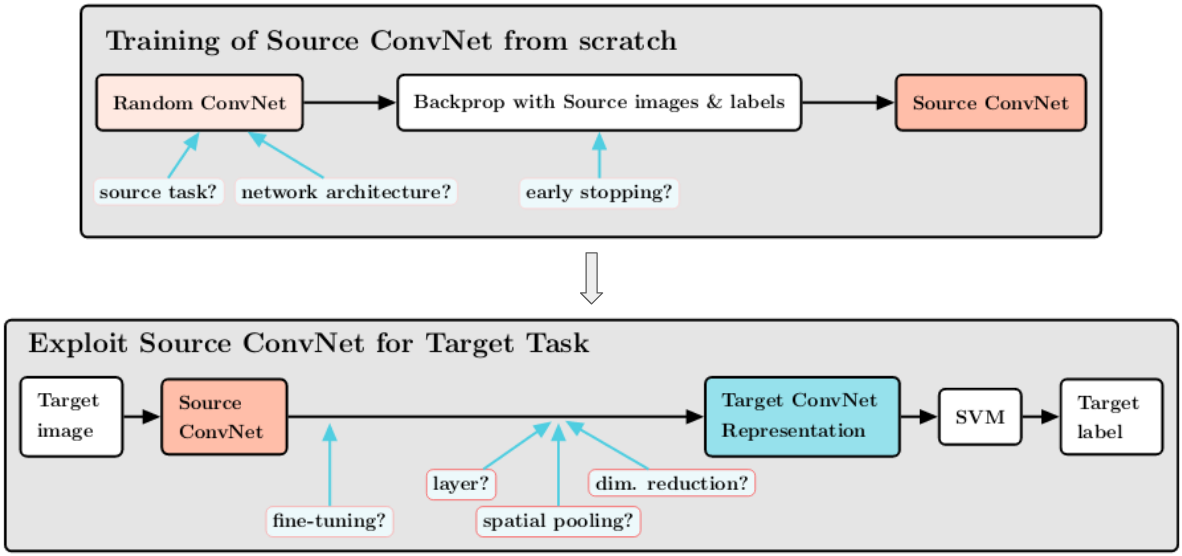 Training of Source ConvNet from scratch
Random ConvNet
Backprop with Source images & labels
Source ConvNet
source task?
network architecture?
early stopping?
Exploit Source ConvNet for Target Task
Target
image
Source
ConvNet
Target ConvNet
Representation
SVM
Target
label
layer?
dim. reduction?
fine-tuning?
spatial pooling?